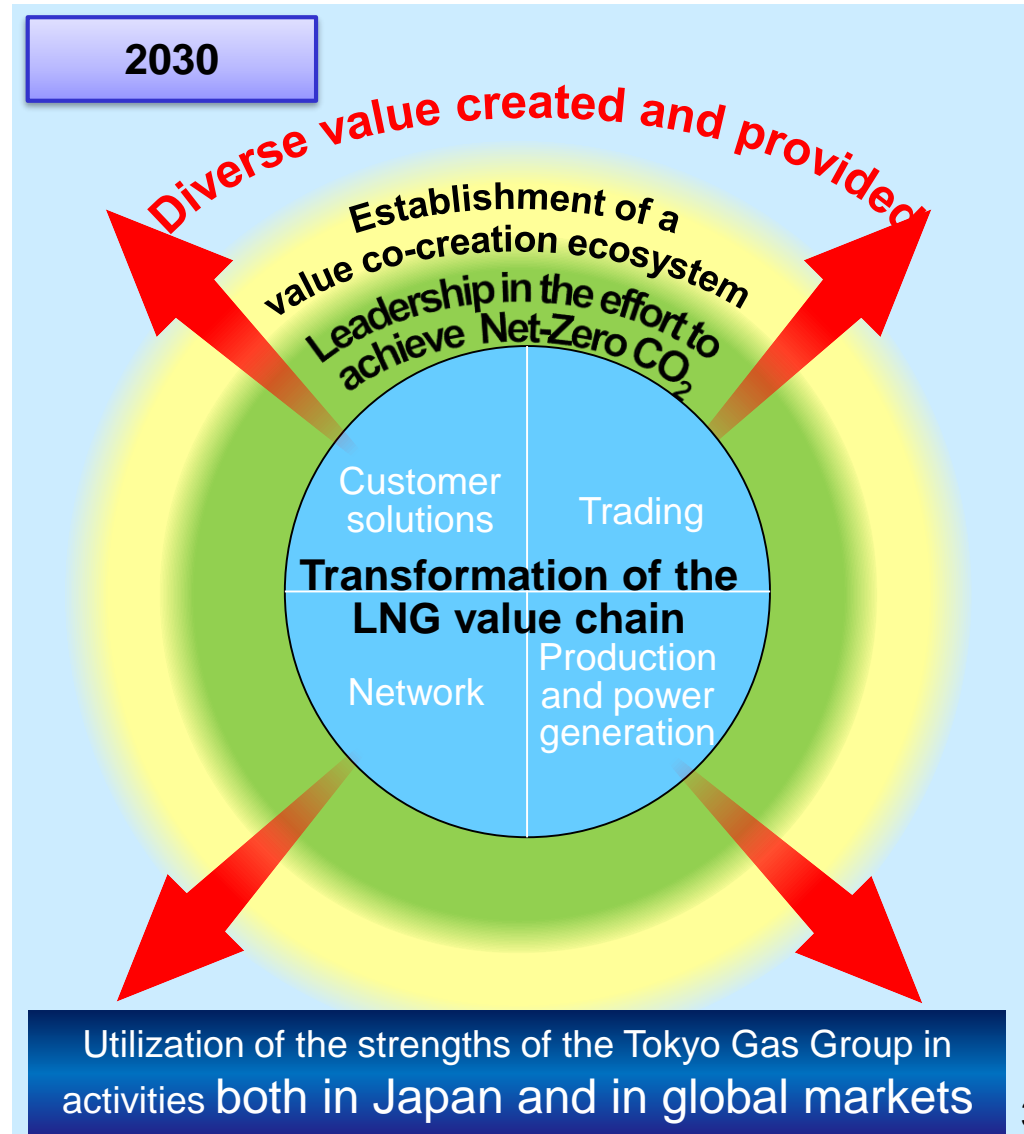 2030
Diverse value created and provided
Establishment of a
value co-creation ecosystem
Leadership in the effort to
achieve Net-Zero CO₂
Customer
solutions
Trading
Transformation of the
LNG value chain
Network
Production
and power
generation
Utilization of the strengths of the Tokyo Gas Group in
activities both in Japan and in global markets